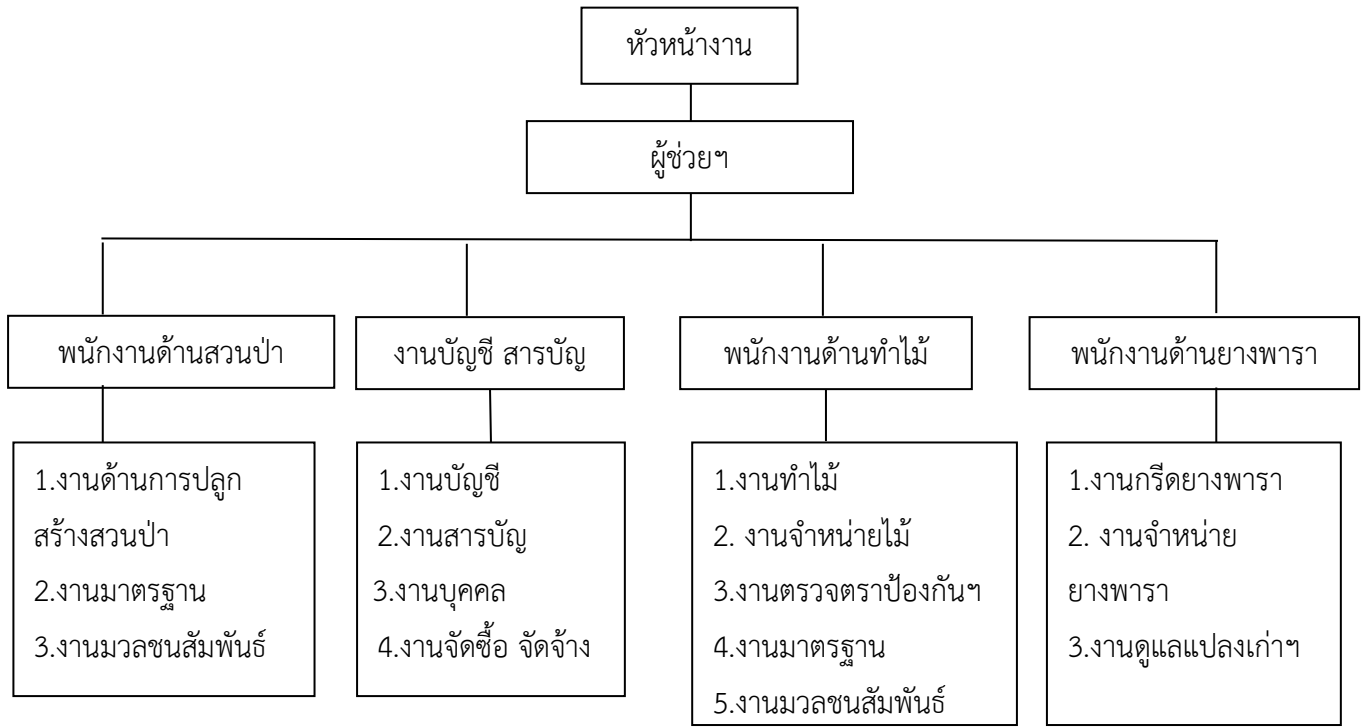 หัวหน้างาน
ผู้ช่วยฯ
พนักงานด้านสวนป่า
งานบัญชี สารบัญ
พนักงานด้านทำไม้
พนักงานด้านยางพารา
1.งานด้านการปลูก
สร้างสวนป่า
2.งานมาตรฐาน
3.งานมวลชนสัมพันธ์
1.งานบัญชี
2.งานสารบัญ
3.งานบุคคล
4.งานจัดซื้อ จัดจ้าง
1.งานทำไม้
2. งานจำหน่ายไม้
3.งานตรวจตราป้องกันฯ
4.งานมาตรฐาน
5.งานมวลชนสัมพันธ์
1.งานกรีดยางพารา
2. งานจำหน่าย
ยางพารา
3.งานดูแลแปลงเก่าฯ